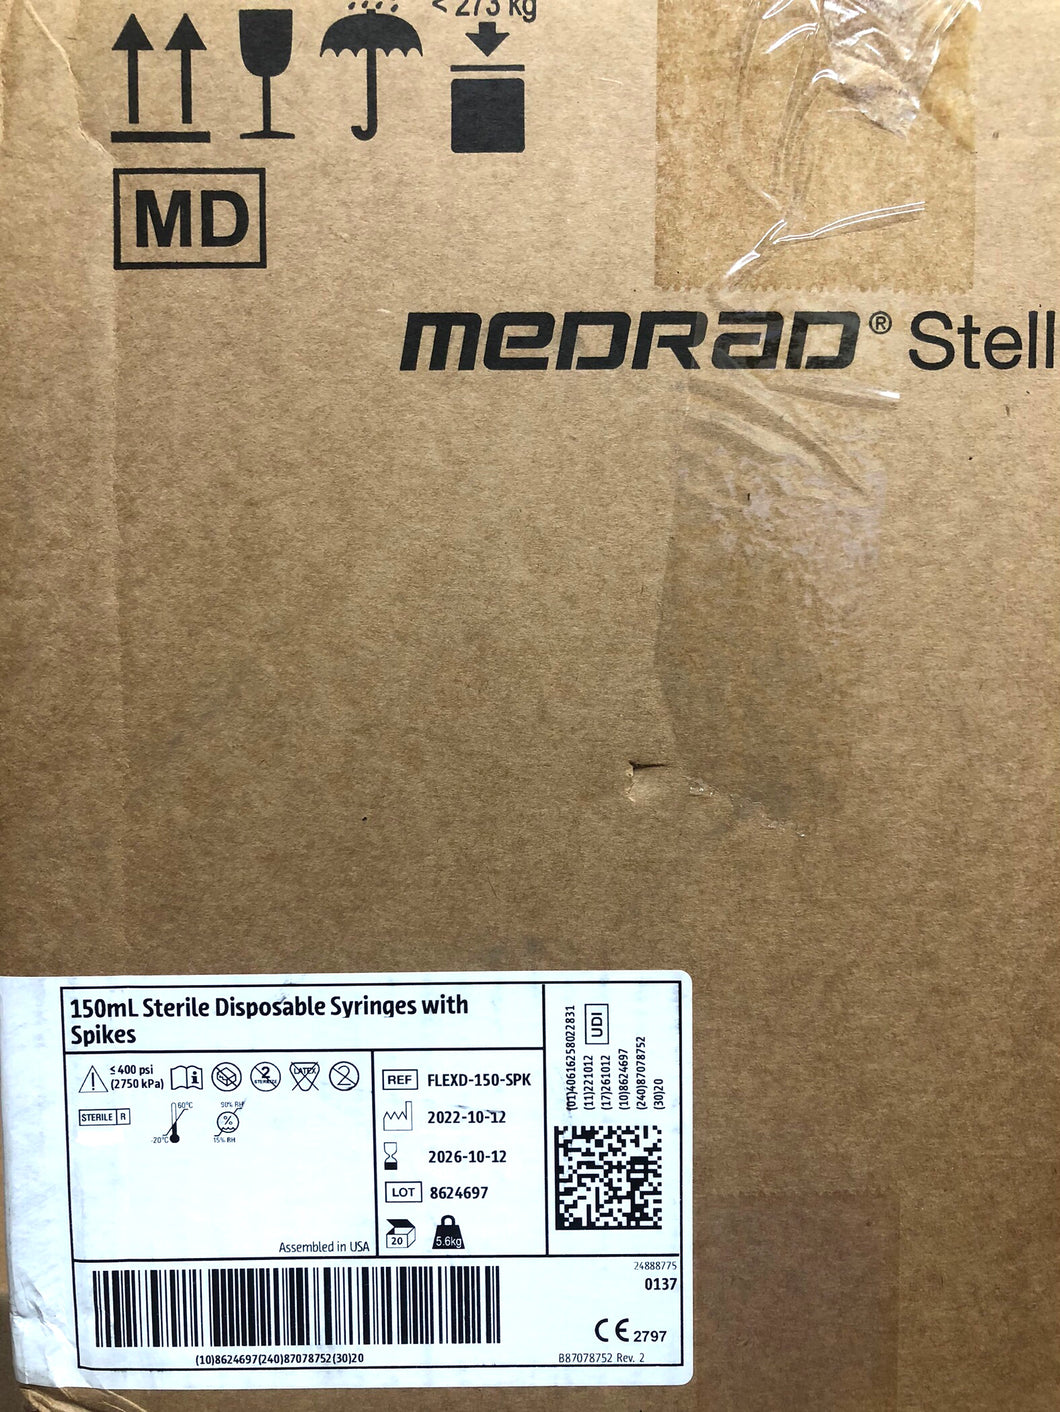 < 273 kg
MD
MEDRAD® Stell
150mL Sterile Disposable Syringes with
Spikes
≤ 400 psi
(2750 kPa)
2
STERILIZE
LATEX
2
STERILE R
60°C
-20°C
90% RH
%
15% RH
Assembled in USA
REF FLEXD-150-SPK
2022-10-12
2026-10-12
LOT 8624697
20
5.6kg
(01)40616258022831
UDI
(11)221012
(17)261012
(10)8624697
(240)87078752
(30)20
24888775
0137
CE 2797
B87078752 Rev. 2
(10)8624697(240)87078752(30)20